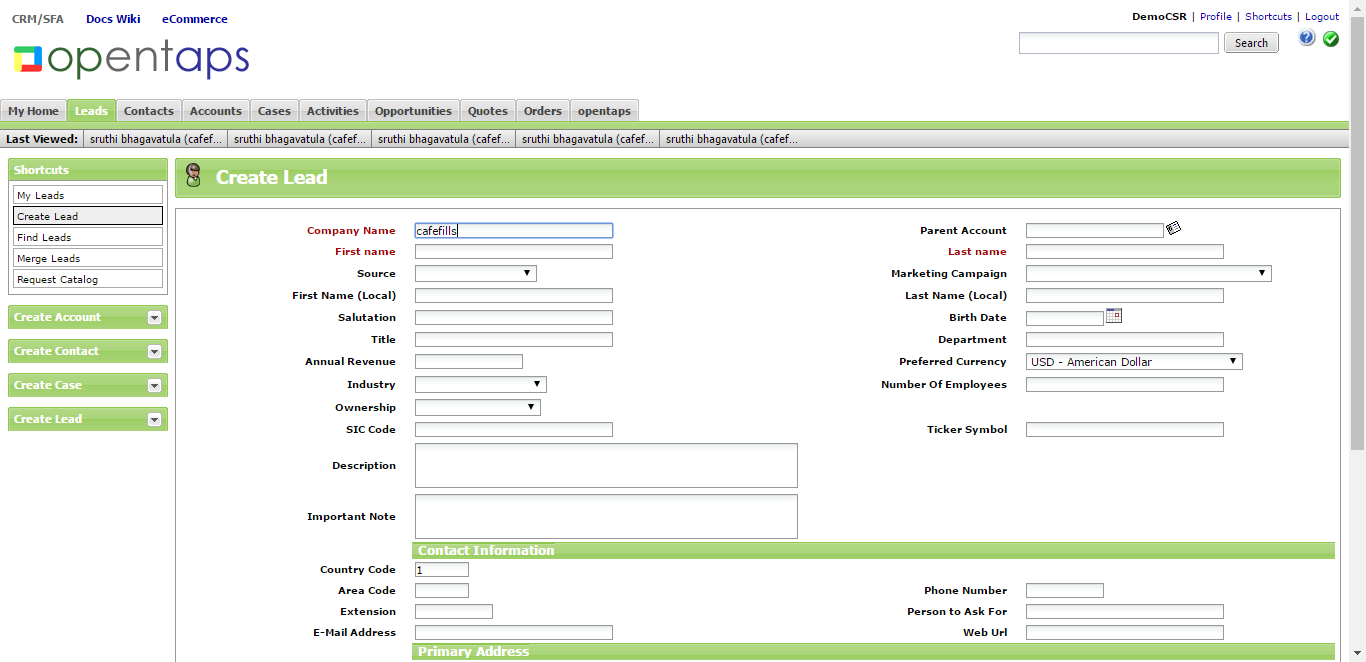 CRM/SFA Docs Wiki eCommerce
DemoCSR | Profile | Shortcuts | Logout
opentaps
Search
My Home Leads Contacts Accounts Cases Activities Opportunities Quotes Orders opentaps
Last Viewed: sruthi bhagavatula (cafef... sruthi bhagavatula (cafef... sruthi bhagavatula (cafef... sruthi bhagavatula (cafef... sruthi bhagavatula (cafef...
Shortcuts
My Leads
Create Lead
Find Leads
Merge Leads
Request Catalog
Create Account
Create Contact
Create Case
Create Lead
Create Lead
Company Name cafefills Parent Account
First name Last name
Source Marketing Campaign
First Name (Local) Last Name (Local)
Salutation Birth Date
Title Department
Annual Revenue Preferred Currency USD - American Dollar
Industry Number Of Employees
Ownership
SIC Code Ticker Symbol
Description
Important Note
Contact Information
Country Code 1
Area Code Phone Number
Extension Person to Ask For
E-Mail Address Web Url
Primary Address